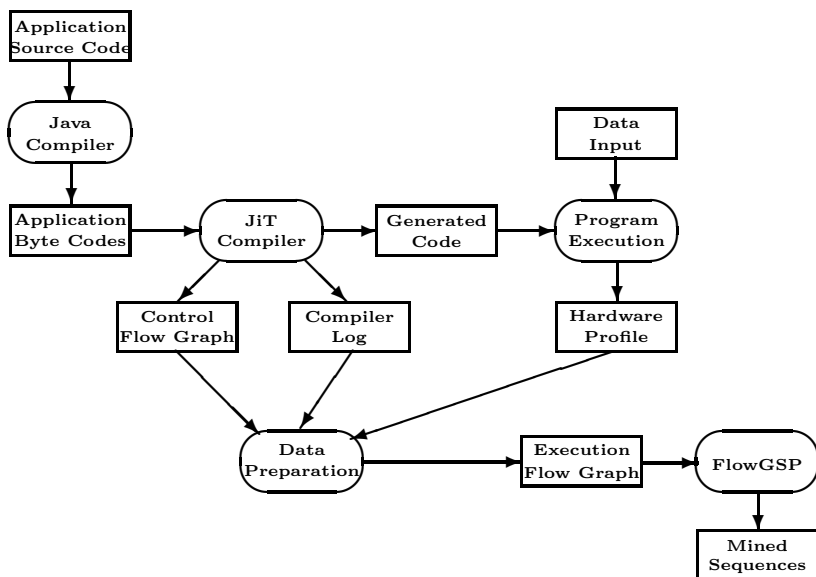 Application
Source Code
Java
Compiler
Data
Input
Application
Byte Codes
JiT
Compiler
Generated
Code
Program
Execution
Control
Flow Graph
Compiler
Log
Hardware
Profile
Data
Preparation
Execution
Flow Graph
FlowGSP
Mined
Sequences